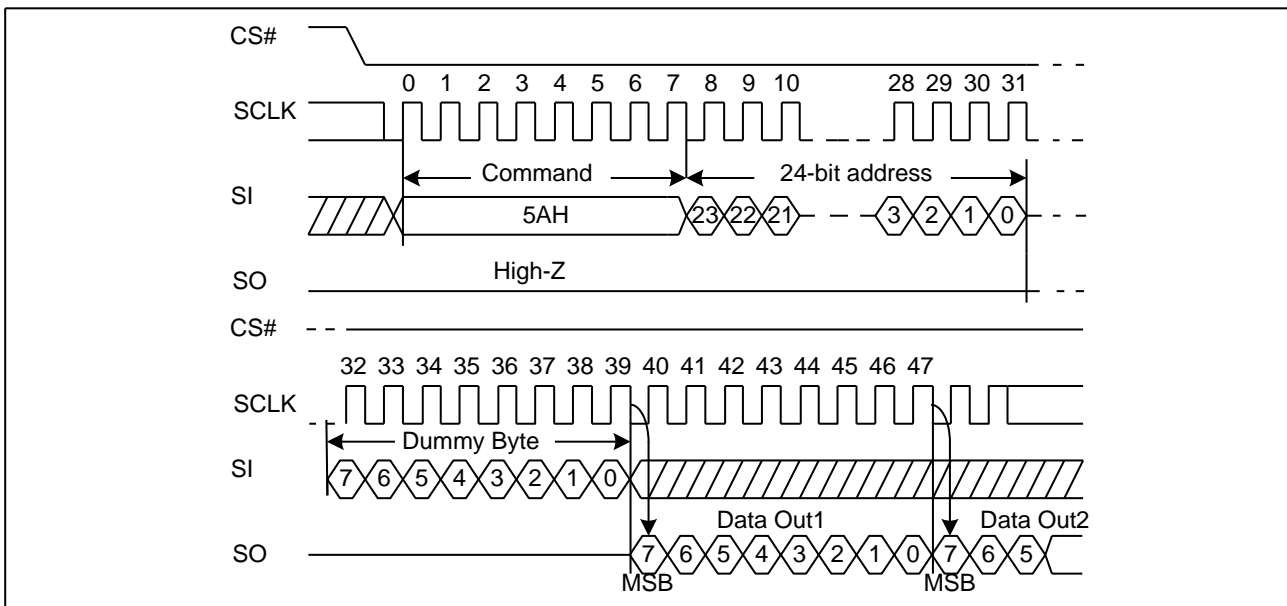 CS#
0 1 2 3 4 5 6 7 8 9 10 28 29 30 31
SCLK
Command 24-bit address
SI
5AH 23 22 21 3 2 1 0
High-Z
SO
CS#
32 33 34 35 36 37 38 39 40 41 42 43 44 45 46 47
SCLK
Dummy Byte
SI
7 6 5 4 3 2 1 0
Data Out1 Data Out2
SO
7 6 5 4 3 2 1 0 7 6 5
MSB MSB